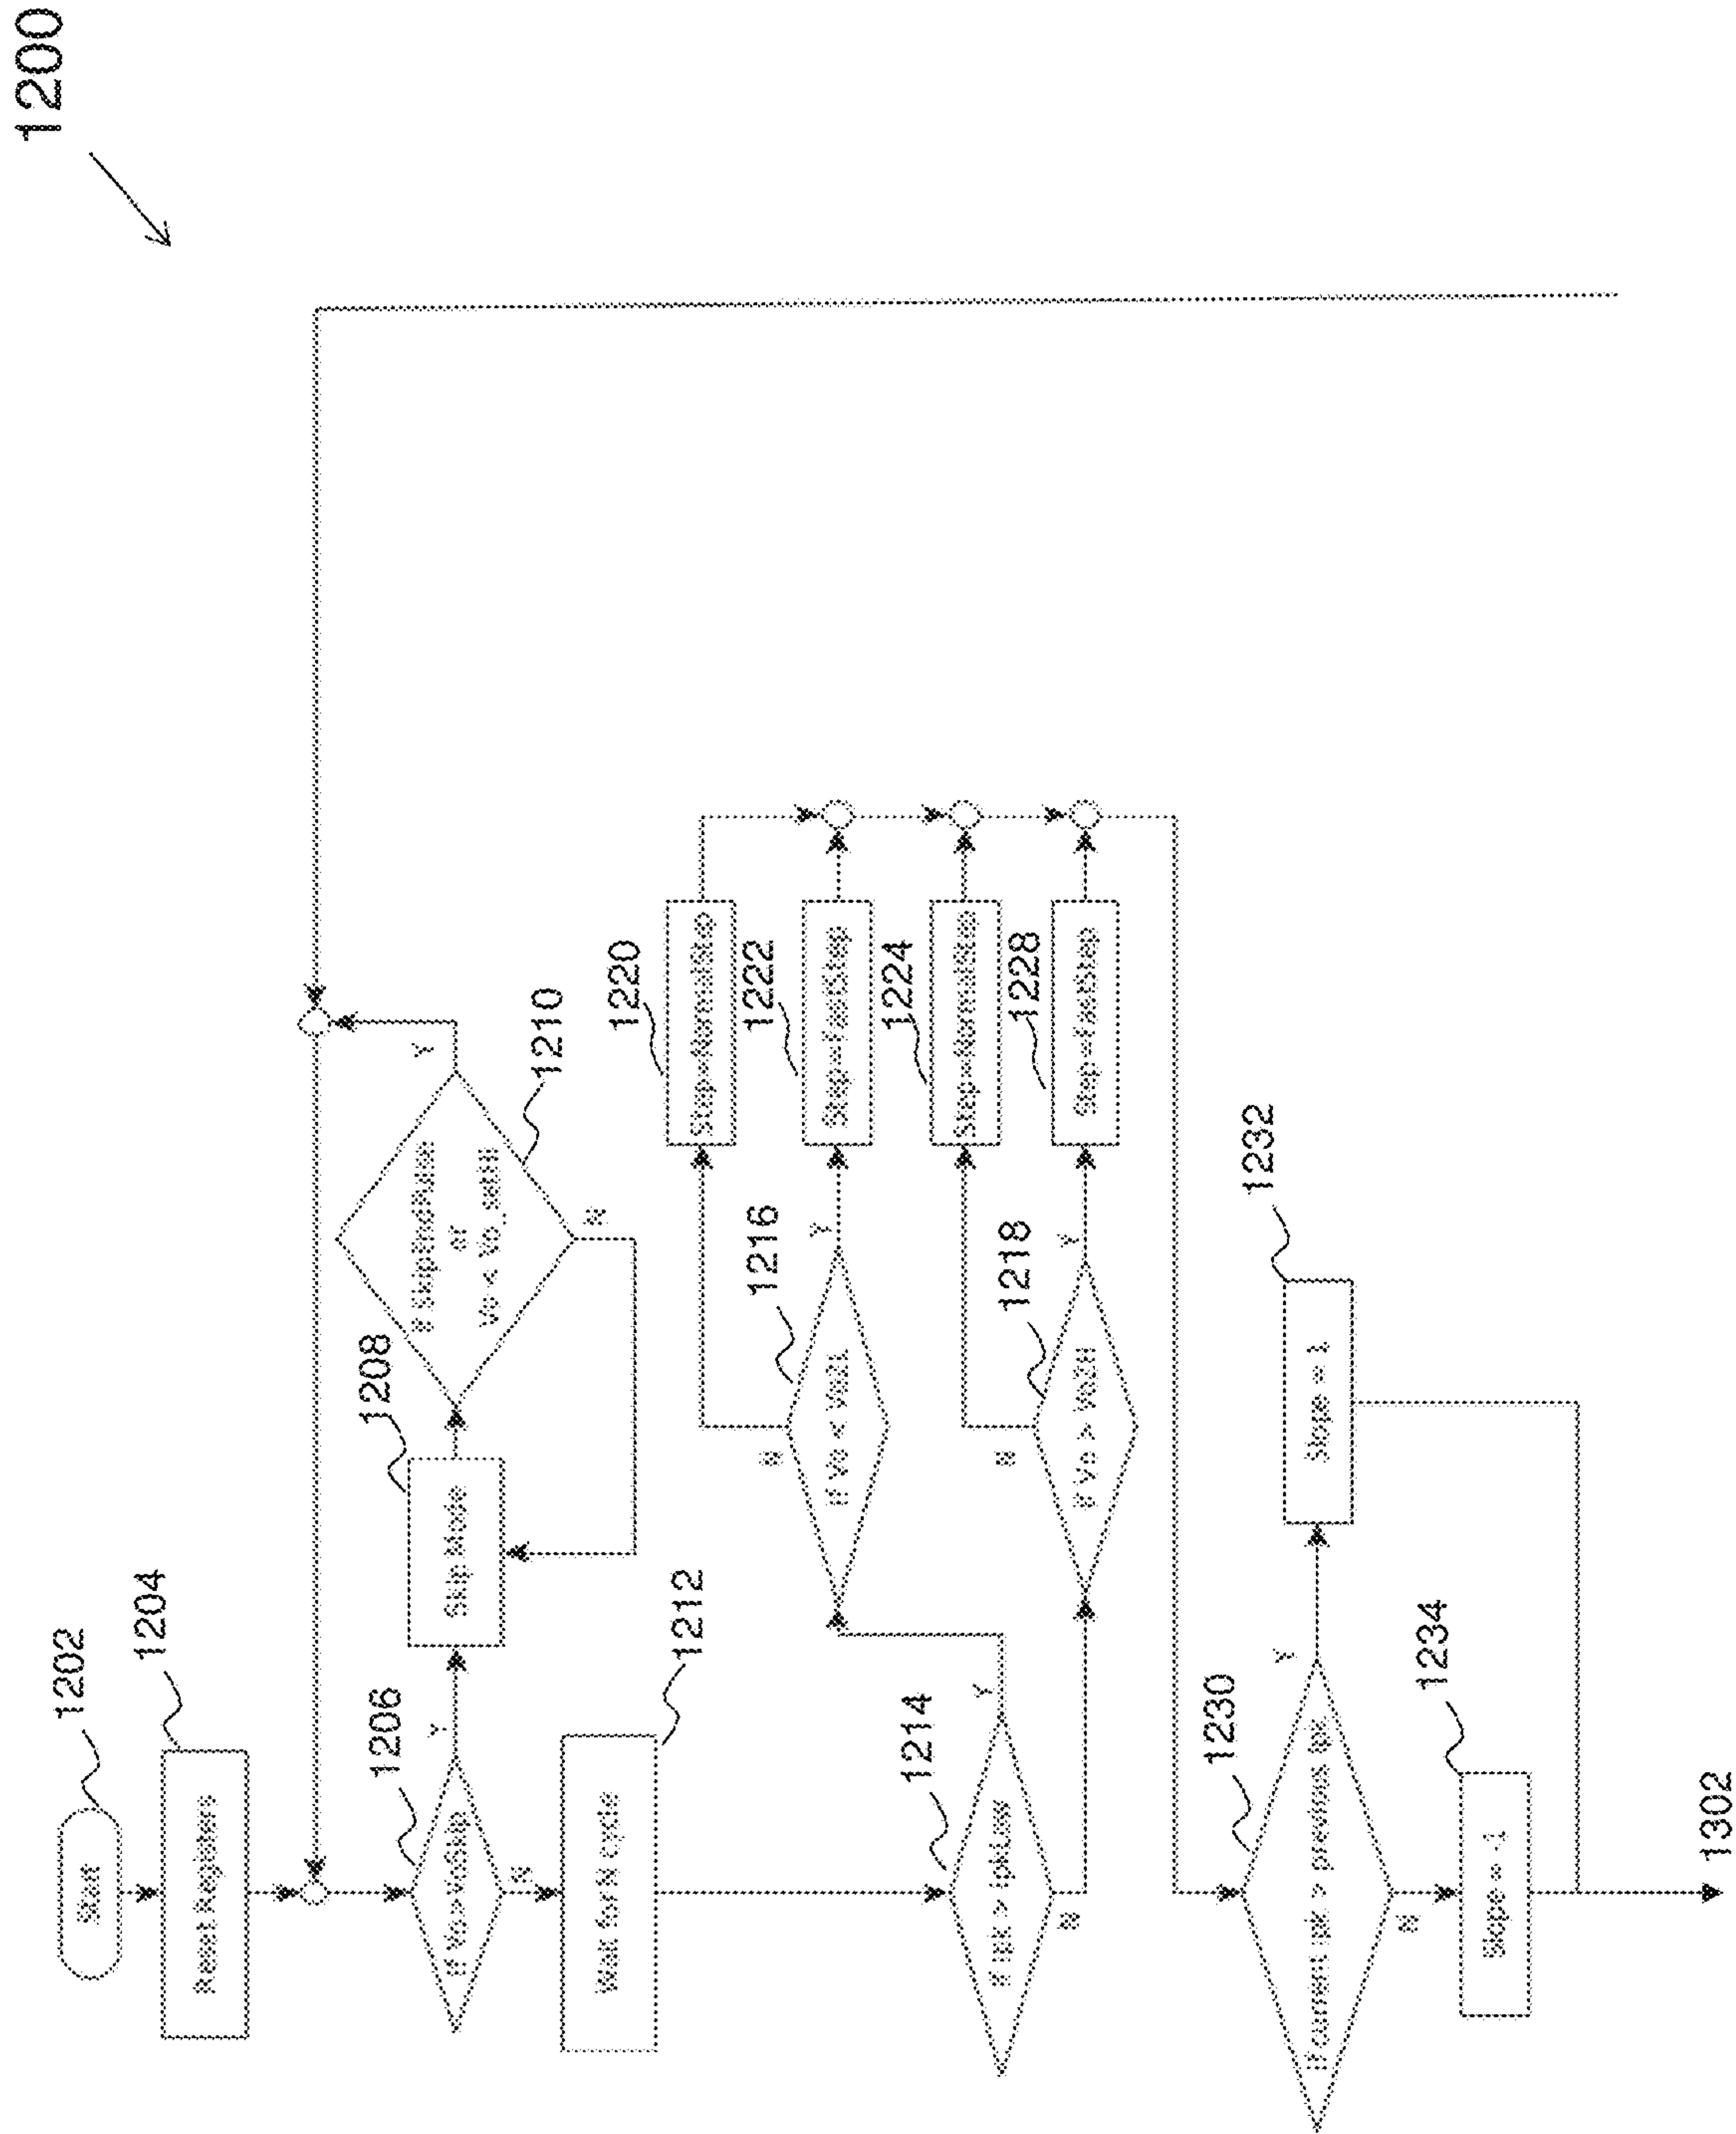 1200
1202
Start
1204
Reset Registers
1206
If Vo>VoSkip
Y
N
1208
Skip Mode
1210
If SkipEndPulse
or
Vo < Vo_setH
Y
N
1212
Wait for N cycle
1214
If Ipk > IpkLow
Y
N
1216
If Vo < Vo2L
N
Y
1218
If Vo > Vo2H
N
Y
1220
Step=NormalStep
1222
Step=FastStep
1224
Step=NormalStep
1228
Step=FastStep
1230
If current Ipk > previous Ipk
Y
N
1232
Slope = 1
1234
Slope = -1
1302